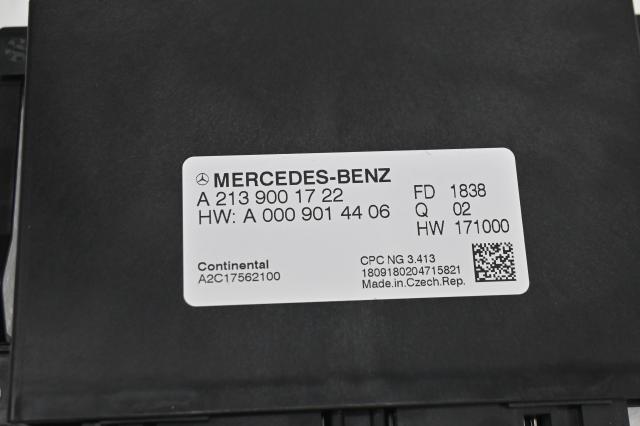 MERCEDES-BENZ
A 213 900 17 22
HW: A 000 901 44 06
FD 1838
Q 02
HW 171000
Continental
A2C17562100
CPC NG 3.413
1809180204715821
Made.in.Czech.Rep.